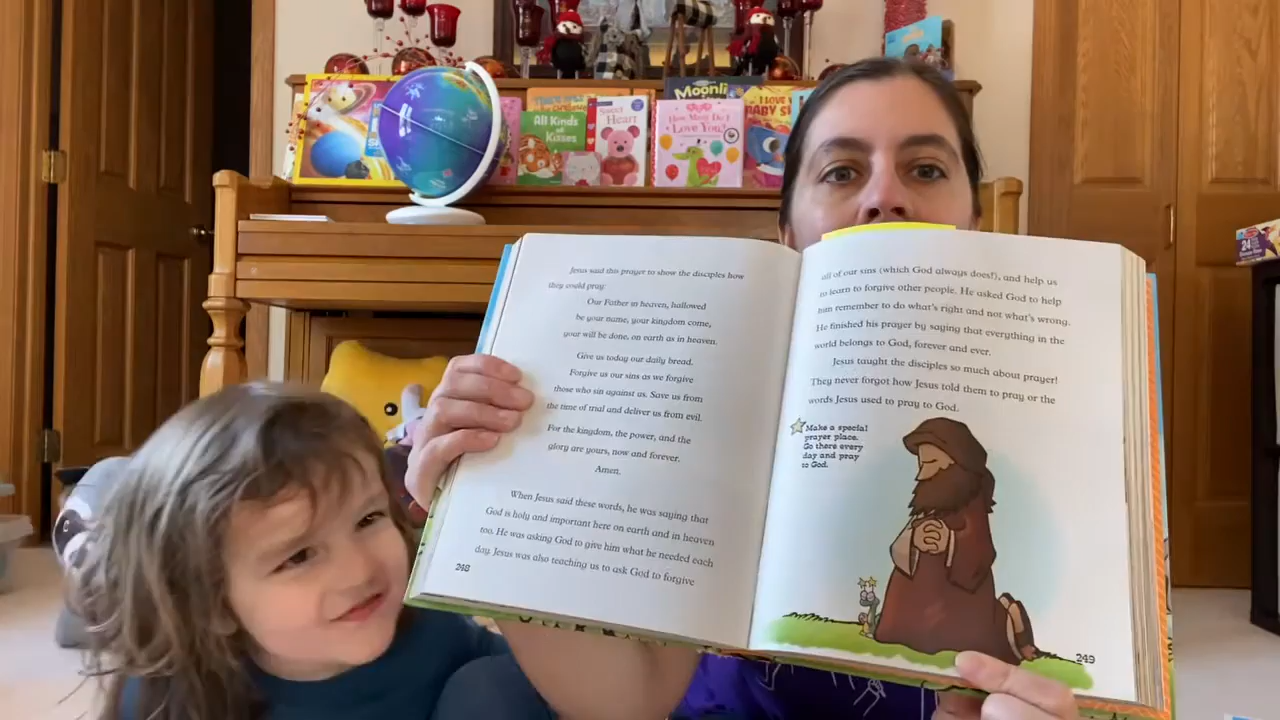 Moonli
All Kinds
of
Kisses
Sweet
Heart
How Many Do I
Love You?
I LOVE
BABY
24
Jesus said this prayer to show the disciples how
they could pray:
Our Father in heaven, hallowed
be your name, your kingdom come,
your will be done, on earth as in heaven.
Give us today our daily bread.
Forgive us our sins as we forgive
those who sin against us. Save us from
the time of trial and deliver us from evil.
For the kingdom, the power, and the
glory are yours, now and forever.
Amen.
When Jesus said these words, he was saying that
God is holy and important here on earth and in heaven
too. He was asking God to give him what he needed each
day. Jesus was also teaching us to ask God to forgive
248
all of our sins (which God always does!), and help us
to learn to forgive other people. He asked God to help
him remember to do what's right and not what's wrong.
He finished his prayer by saying that everything in the
world belongs to God, forever and ever.
Jesus taught the disciples so much about prayer!
They never forgot how Jesus told them to pray or the
words Jesus used to pray to God.
Make a special
prayer place.
Go there every
day and pray
to God.
249